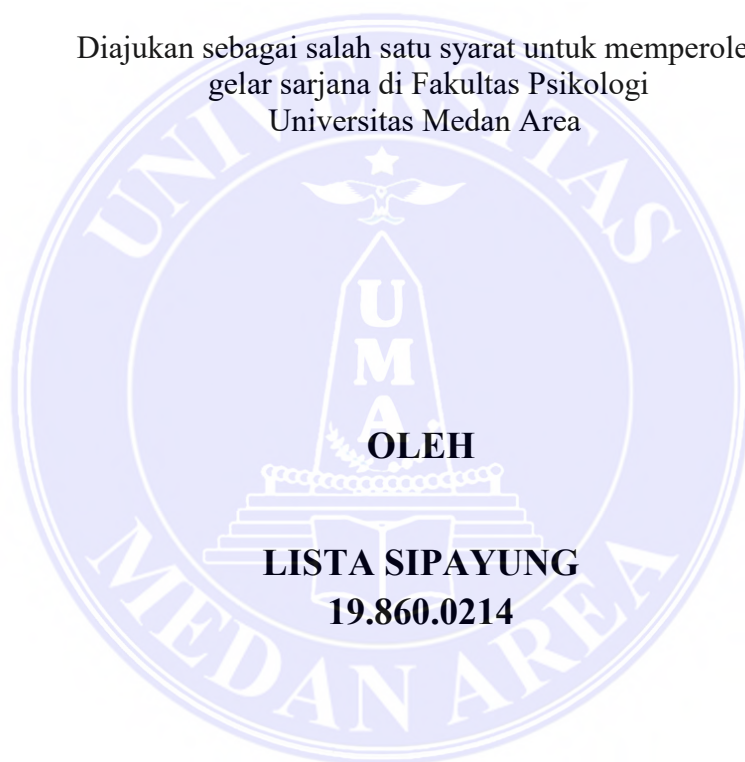 Diajukan sebagai salah satu syarat untuk memperole
gelar sarjana di Fakultas Psikologi
Universitas Medan Area
UNIVERSITAS
U
M
A
OLEH
LISTA SIPAYUNG
19.860.0214
MEDAN AREA